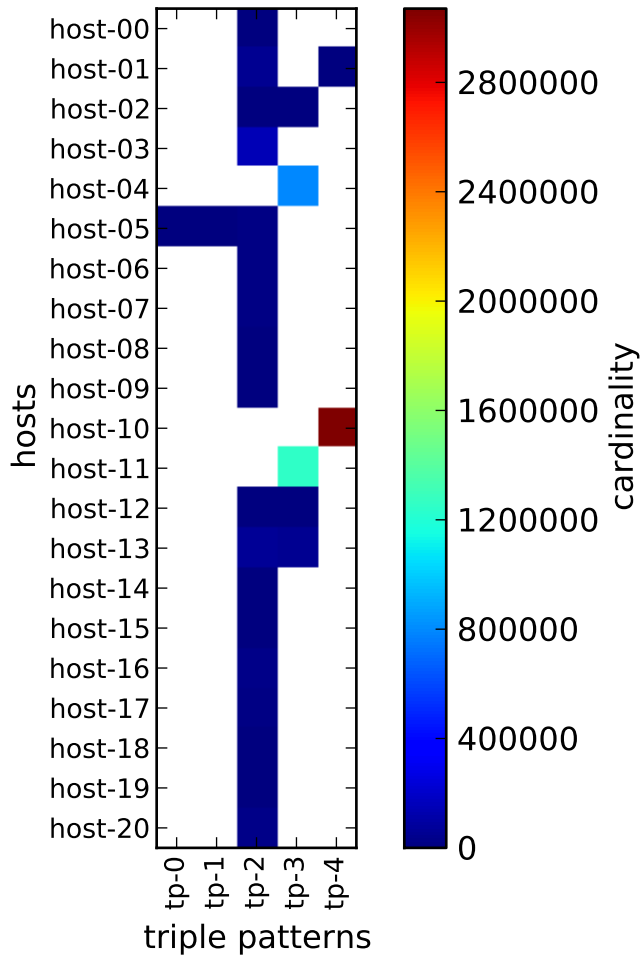 host-00
host-01
host-02
host-03
host-04
host-05
host-06
host-07
host-08
host-09
host-10
host-11
host-12
host-13
host-14
host-15
host-16
host-17
host-18
host-19
host-20
hosts
tp-0
tp-1
tp-2
tp-3
tp-4
triple patterns
2800000
2400000
2000000
1600000
1200000
800000
400000
0
cardinality